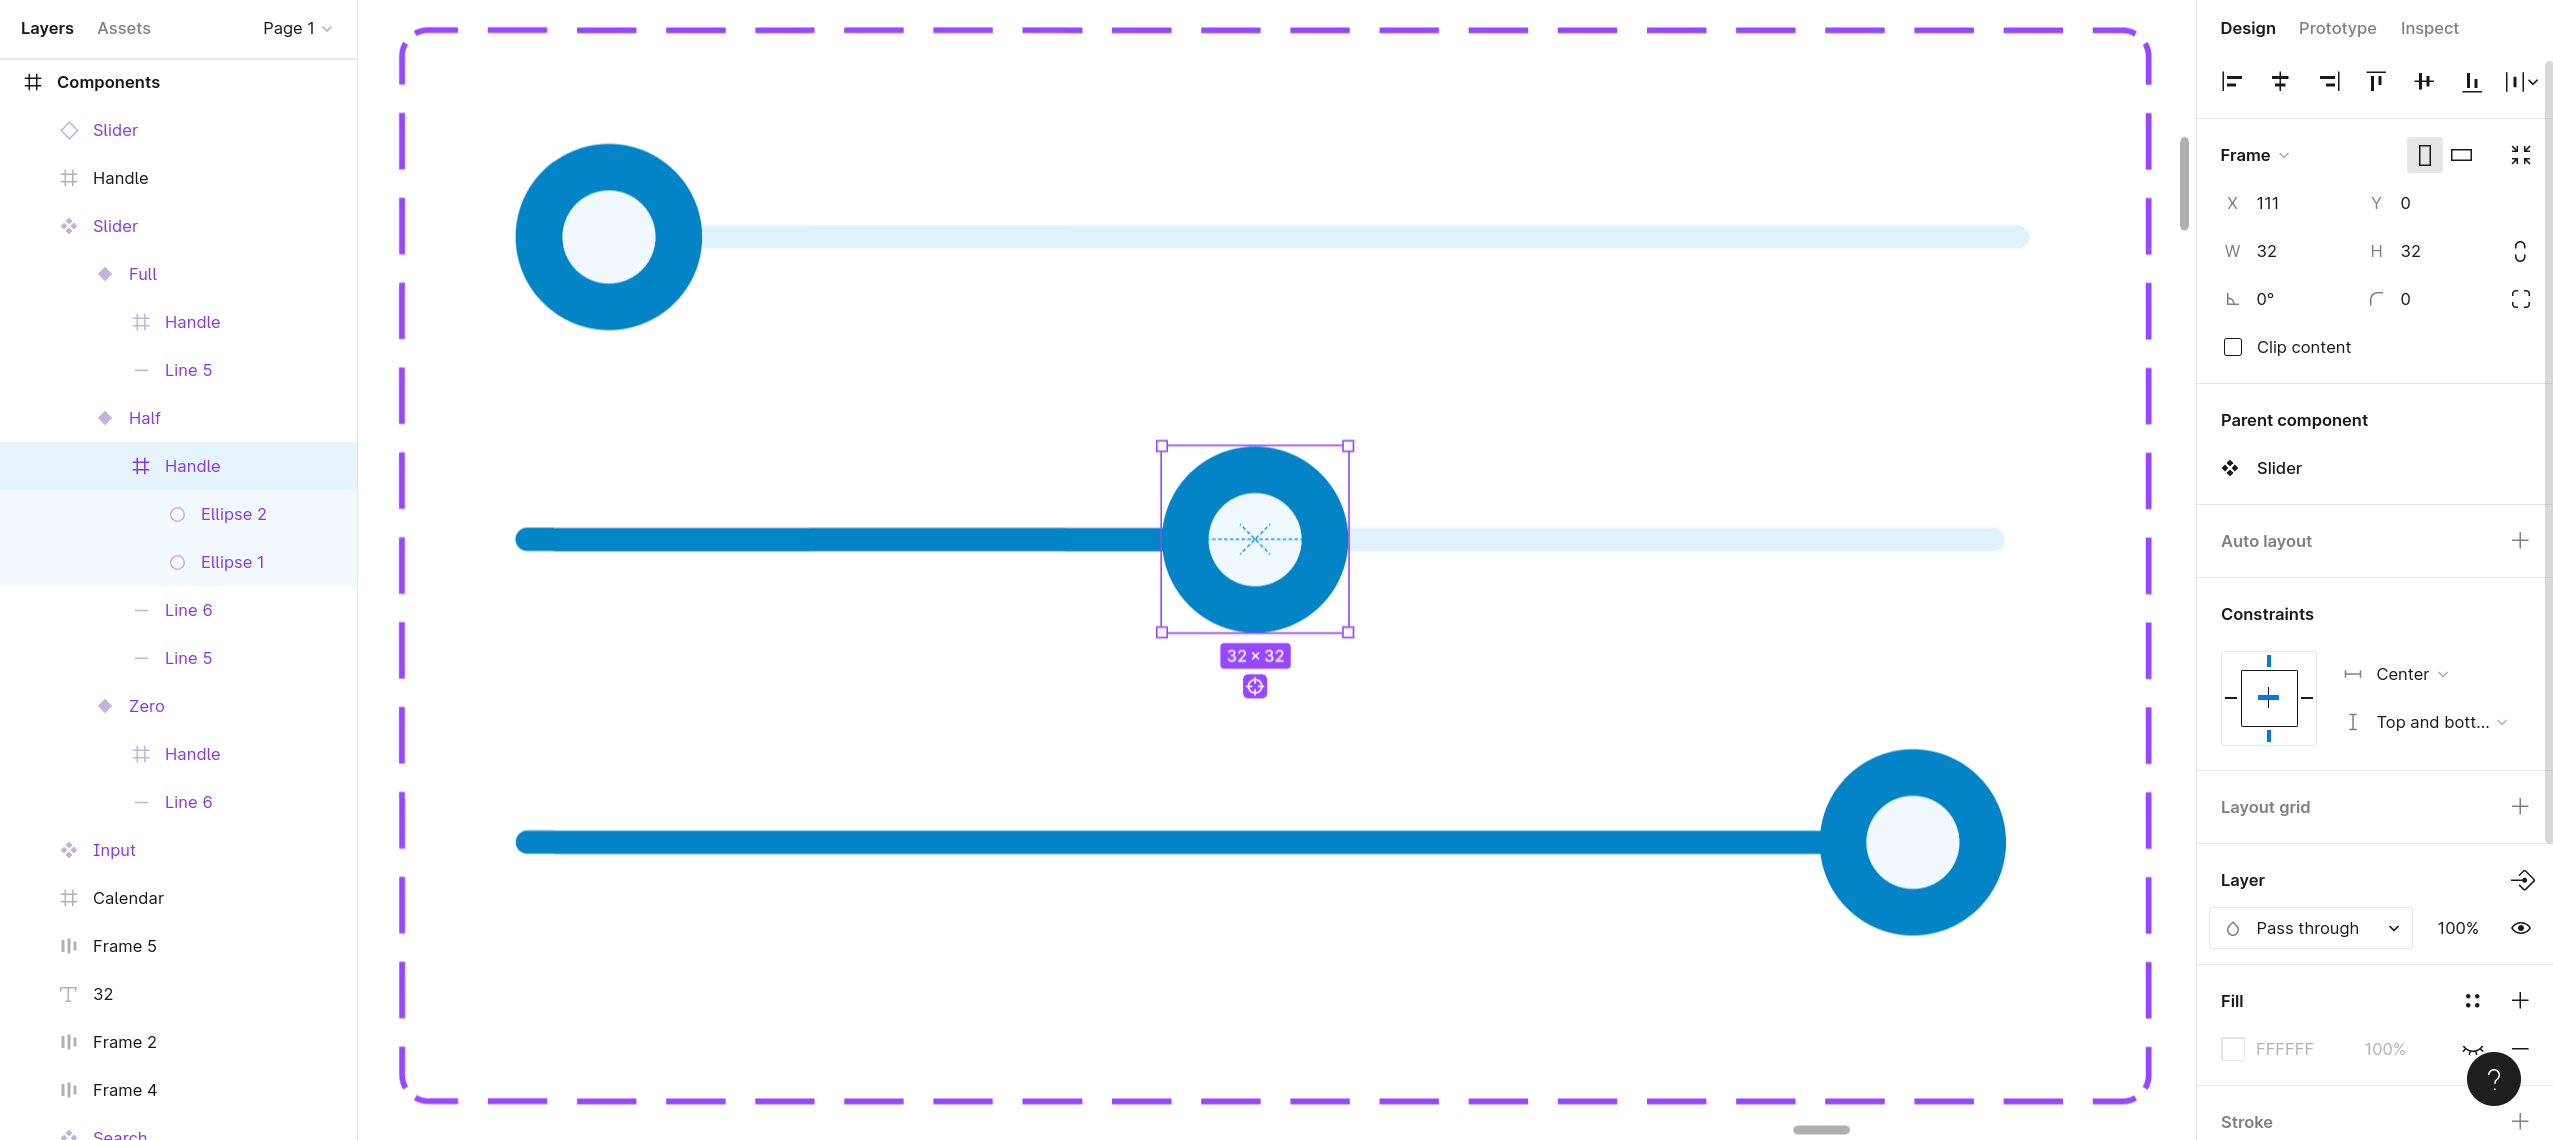 Layers Assets Page 1
Components
Slider
Handle
Slider
Full
Handle
Line 5
Half
Handle
Ellipse 2
Ellipse 1
Line 6
Line 5
Zero
Handle
Line 6
Input
Calendar
Frame 5
32
Frame 2
Frame 4
Search
32 × 32
Design Prototype Inspect
Frame
X 111 Y 0
W 32 H 32
0° 0
Clip content
Parent component
Slider
Auto layout
Constraints
Center
Top and bott...
Layout grid
Layer
Pass through 100%
Fill
FFFFFF 100%
?
Stroke